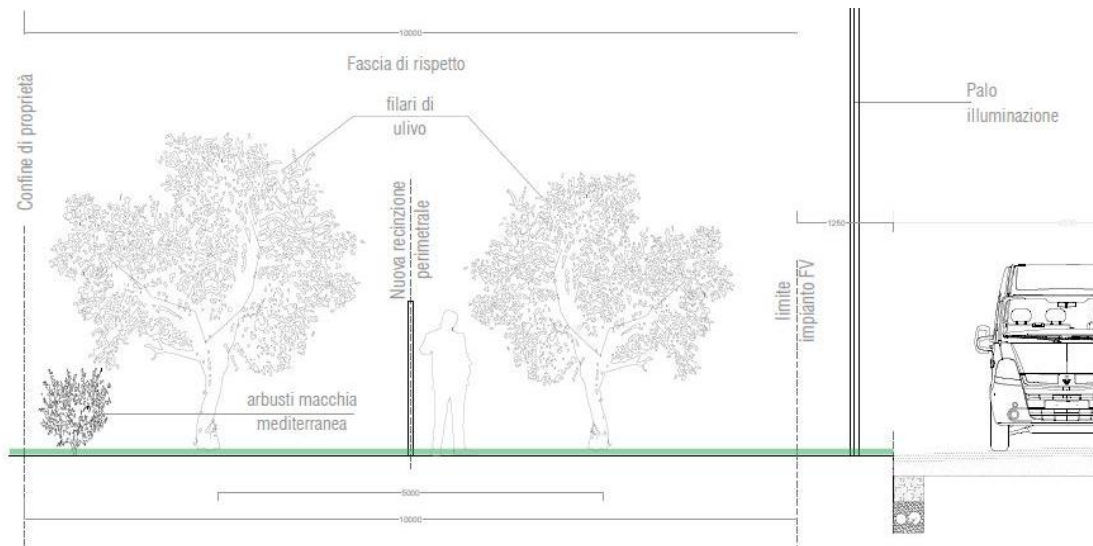 10000
Fascia di rispetto
filari di
ulivo
Confine di proprietà
Nuova recinzione
perimetrale
arbusti macchia
mediterranea
limite
impianto FV
1250
Palo
illuminazione
5000
10000